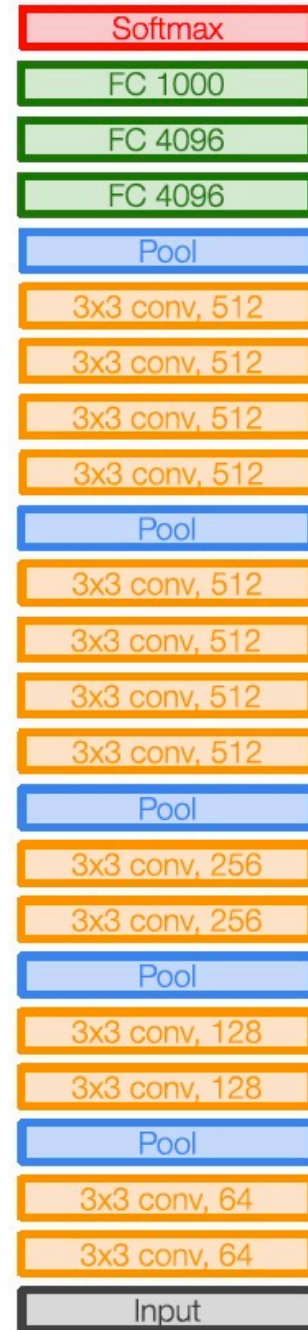 Softmax
FC 1000
FC 4096
FC 4096
Pool
3x3 conv, 512
3x3 conv, 512
3x3 conv, 512
3x3 conv, 512
Pool
3x3 conv, 512
3x3 conv, 512
3x3 conv, 512
3x3 conv, 512
Pool
3x3 conv, 256
3x3 conv, 256
Pool
3x3 conv, 128
3x3 conv, 128
Pool
3x3 conv, 64
3x3 conv, 64
Input